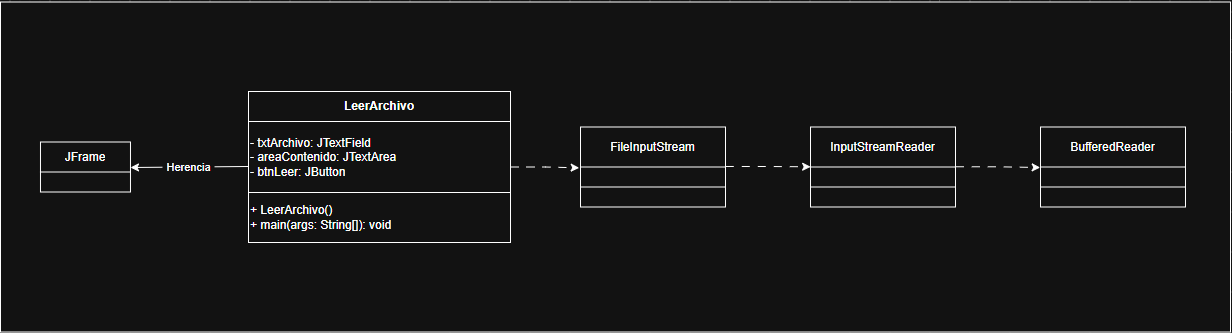 JFrame
Herencia
LeerArchivo
- txtArchivo: JTextField
- areaContenido: JTextArea
- btnLeer: JButton
+ LeerArchivo()
+ main(args: String[]): void
FileInputStream
InputStreamReader
BufferedReader